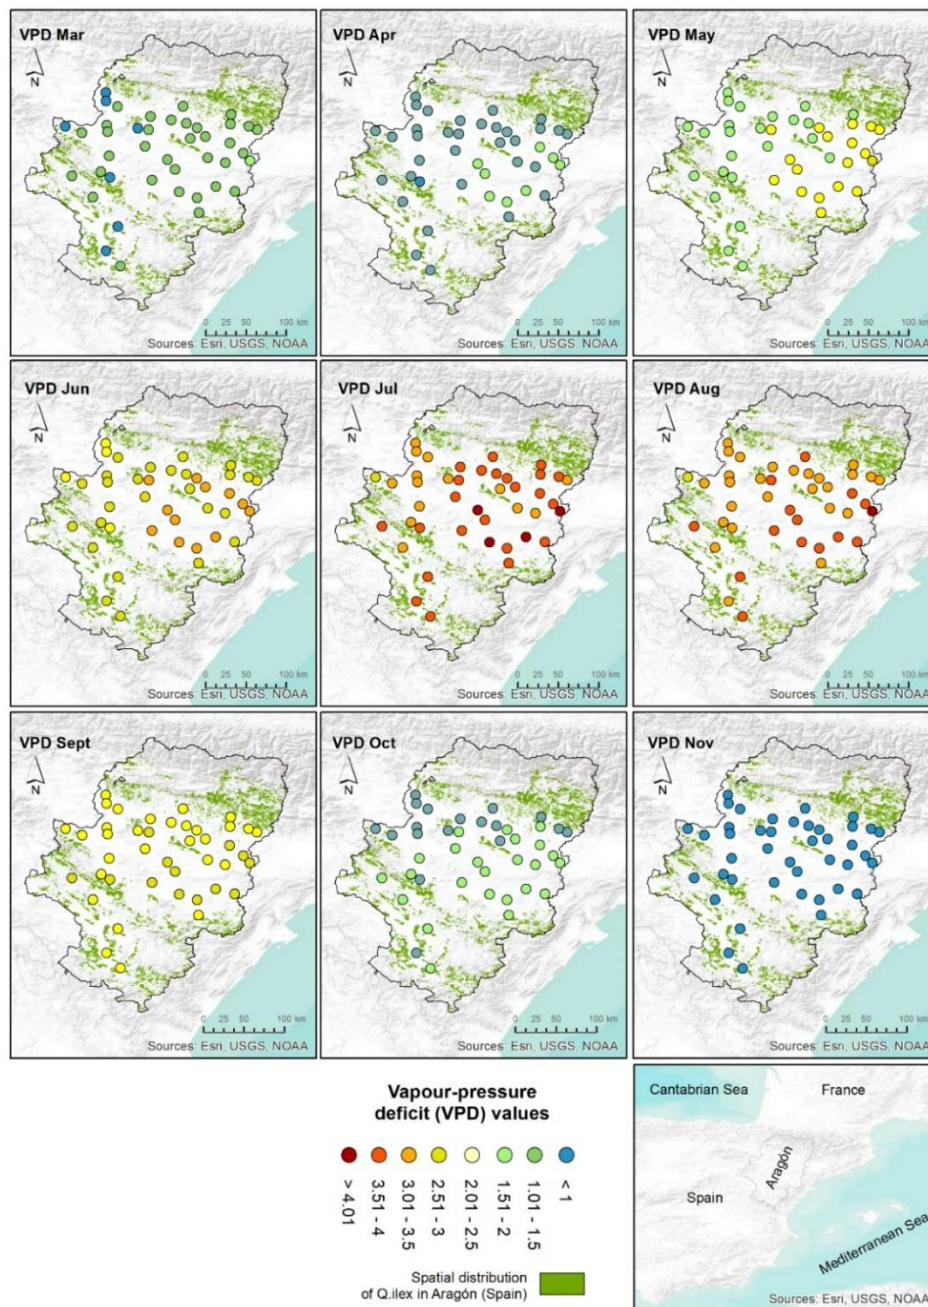 VPD Mar
N
0 25 50 100 km
Sources: Esri, USGS, NOAA
VPD Apr
N
0 25 50 100 km
Sources: Esri, USGS, NOAA
VPD May
N
0 25 50 100 km
Sources: Esri, USGS, NOAA
VPD Jun
N
0 25 50 100 km
Sources: Esri, USGS, NOAA
VPD Jul
N
0 25 50 100 km
Sources: Esri, USGS, NOAA
VPD Aug
N
0 25 50 100 km
Sources: Esri, USGS, NOAA
VPD Sept
N
0 25 50 100 km
Sources: Esri, USGS, NOAA
VPD Oct
N
0 25 50 100 km
Sources: Esri, USGS, NOAA
VPD Nov
N
0 25 50 100 km
Sources: Esri, USGS, NOAA
Vapour-pressure
deficit (VPD) values
> 4.01
3.51 - 4
3.01 - 3.5
2.51 - 3
2.01 - 2.5
1.51 - 2
1.01 - 1.5
< 1
Spatial distribution
of Q.ilex in Aragón (Spain)
Cantabrian Sea
France
Aragón
Spain
Mediterranean Sea
Sources: Esri, USGS, NOAA